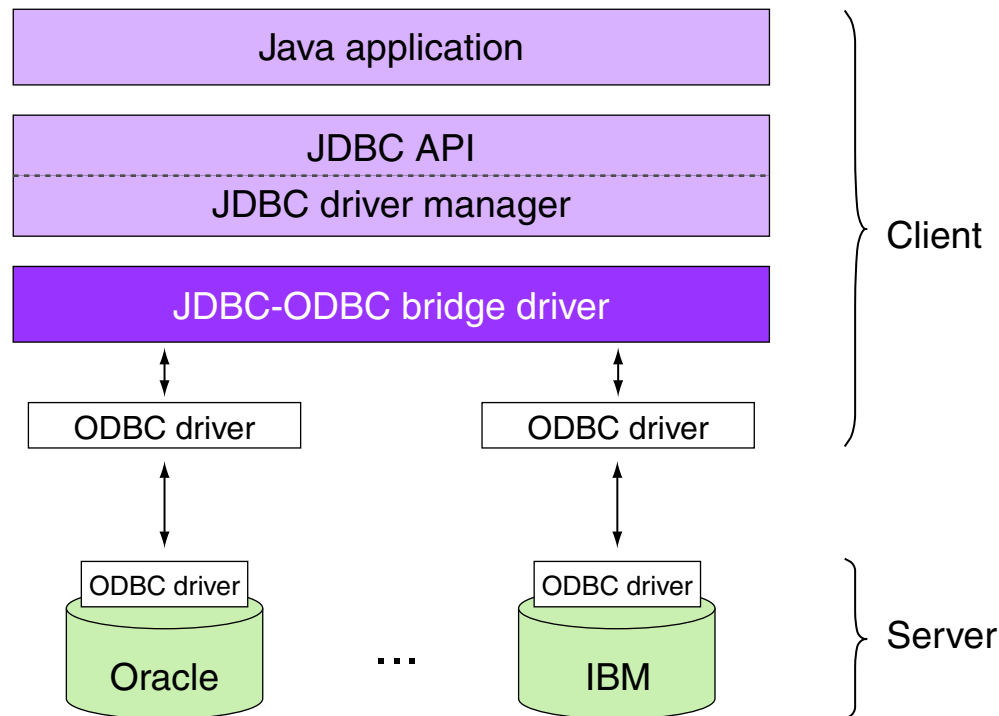 Java application
JDBC API
JDBC driver manager
Client
JDBC-ODBC bridge driver
ODBC driver
ODBC driver
ODBC driver
ODBC driver
Server
Oracle
...
IBM